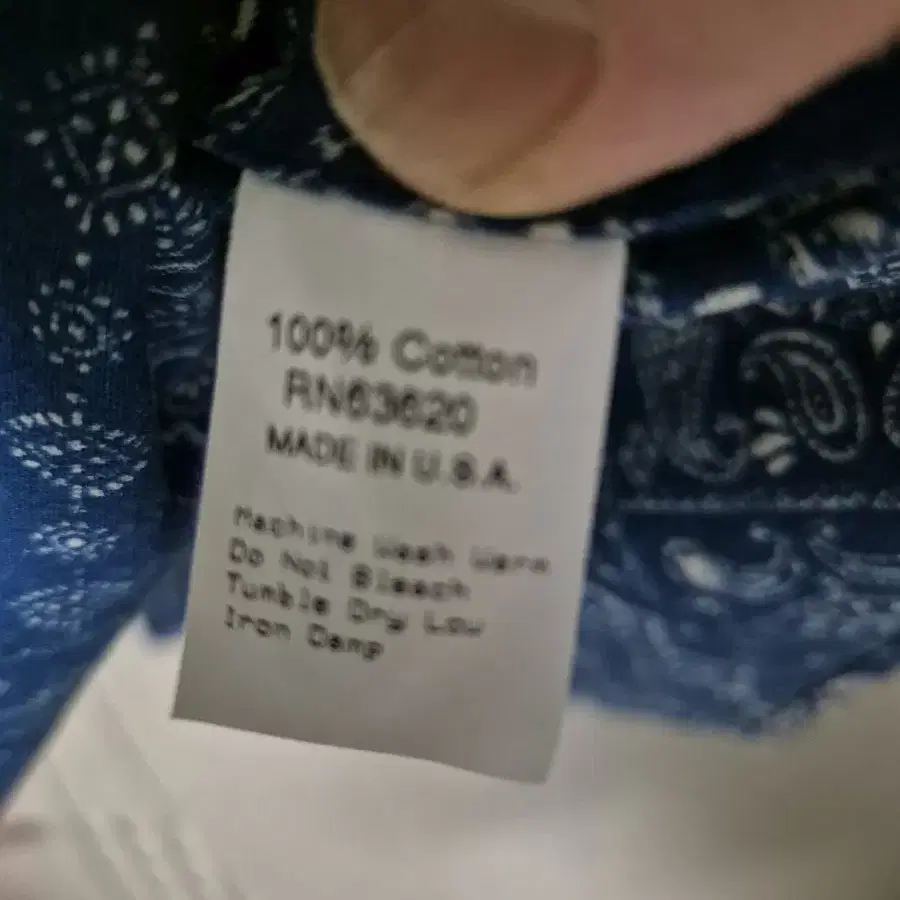 100% Cotton
RN63620
MADE IN U.S.A.
Machine Wash Warm
Do Not Bleach
Tumble Dry Low
Iron Damp